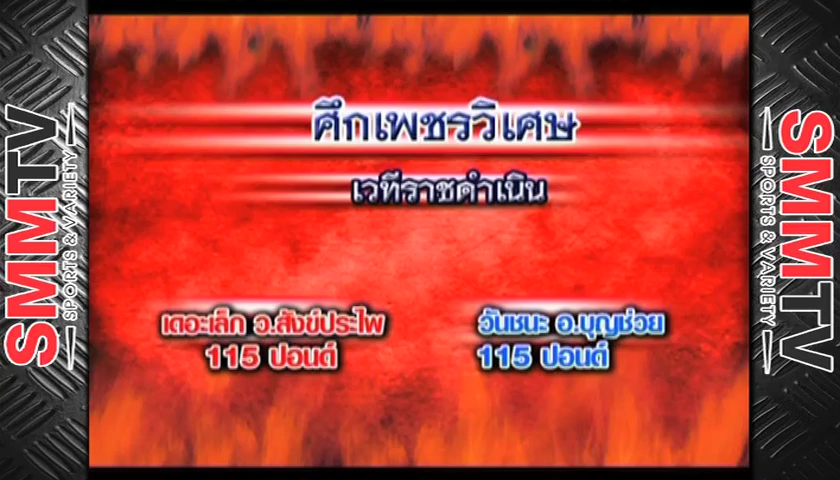 SMMTV
SPORTS & VARIETY
ศึกเพชรวิเศษ
เวทีราชดำเนิน
เดอะเล็ก ว.สังข์ประไพ
115 ปอนด์
วันชนะ อ.บุญช่วย
115 ปอนด์
SMMTV
SPORTS & VARIETY